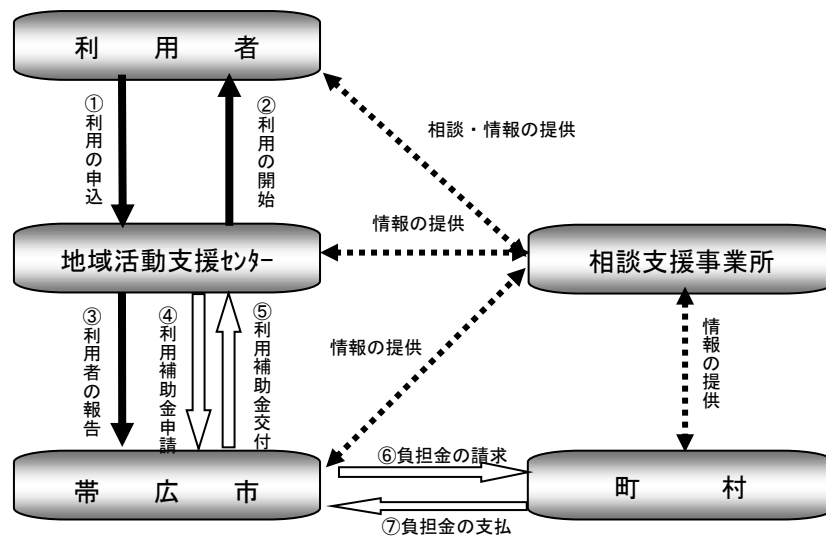 利　用　者
①利用の申込
②利用の開始
相談・情報の提供
情報の提供
地域活動支援ｾﾝﾀｰ
相談支援事業所
③利用者の報告
④利用補助金申請
⑤利用補助金交付
情報の提供
情報の提供
⑥負担金の請求
帯　広　市
町　村
⑦負担金の支払